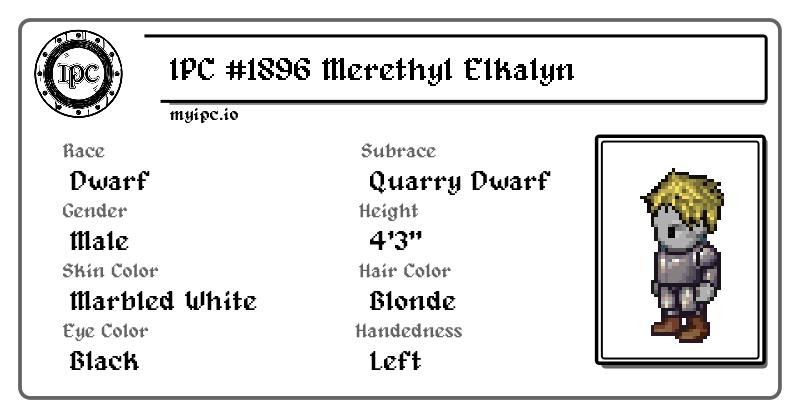 IPC
IPC #1896 Merethyl Elkalyn
myipc.io
Race
Dwarf
Subrace
Quarry Dwarf
Gender
Male
Height
4'3"
Skin Color
Marbled White
Hair Color
Blonde
Eye Color
Black
Handedness
Left